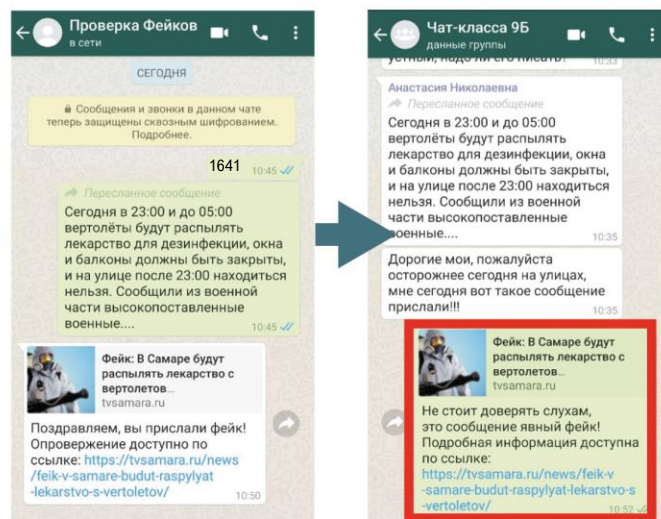 Проверка Фейков
в сети
СЕГОДНЯ
Сообщения и звонки в данном чате
теперь защищены сквозным шифрованием.
Подробнее.
1641 10:45
Пересланное сообщение
Сегодня в 23:00 и до 05:00
вертолёты будут распылять
лекарство для дезинфекции, окна
и балконы должны быть закрыты,
и на улице после 23:00 находиться
нельзя. Сообщили из военной
части высокопоставленные
военные....
10:45
Фейк: В Самаре будут
распылять лекарство с
вертолетов...
tvsamara.ru
Поздравляем, вы прислали фейк!
Опровержение доступно по
ссылке: https://tvsamara.ru/news
/feik-v-samare-budut-raspylyat
-lekarstvo-s-vertoletov/
10:50
Чат-класса 9Б
данные группы
устный, надо ли его писать?
10:33
Анастасия Николаевна
Пересланное сообщение
Сегодня в 23:00 и до 05:00
вертолёты будут распылять
лекарство для дезинфекции, окна
и балконы должны быть закрыты,
и на улице после 23:00 находиться
нельзя. Сообщили из военной
части высокопоставленные
военные....
10:35
Дорогие мои, пожалуйста
осторожнее сегодня на улицах,
мне сегодня вот такое сообщение
прислали!!!
10:35
Фейк: В Самаре будут
распылять лекарство с
вертолетов...
tvsamara.ru
Не стоит доверять слухам,
это сообщение явный фейк!
Подробная информация доступна
по ссылке:
https://tvsamara.ru/news/feik-v
-samare-budut-raspylyat-lekarstvo-s
-vertoletov/
10:52